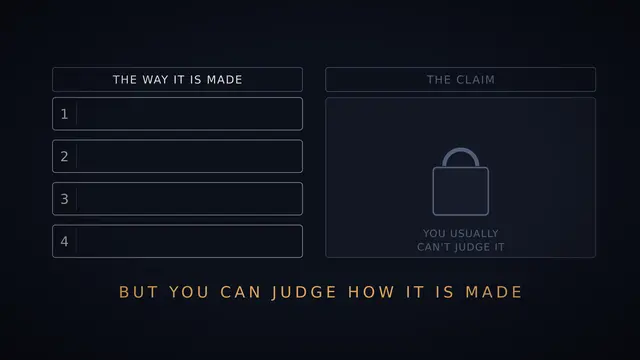 THE WAY IT IS MADE
1
2
3
4
THE CLAIM
YOU USUALLY
CAN'T JUDGE IT
BUT YOU CAN JUDGE HOW IT IS MADE